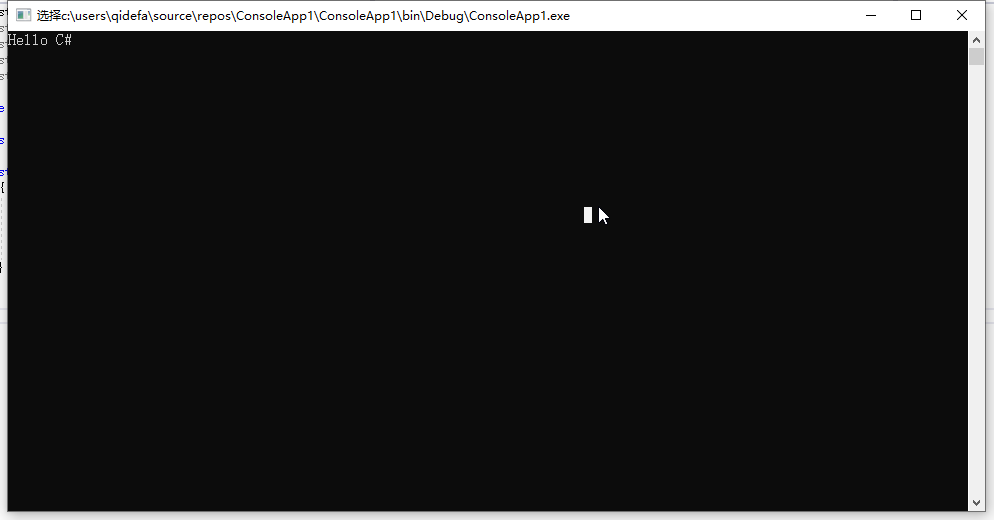 选择c:\users\qidefa\source\repos\ConsoleApp1\ConsoleApp1\bin\Debug\ConsoleApp1.exe
Hello C#
{
}